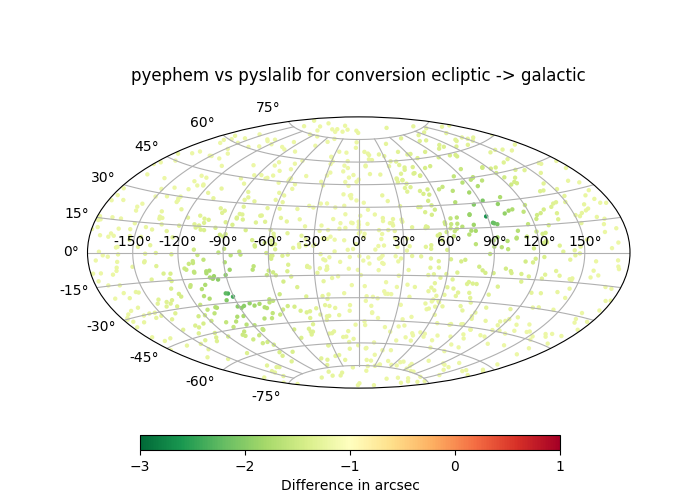 pyephem vs pyslalib for conversion ecliptic -> galactic
75°
60°
45°
30°
15°
-150° -120° -90° -60° -30° 0° 30° 60° 90° 120° 150°
0°
-15°
-30°
-45°
-60°
-75°
−3 −2 −1 0 1
Difference in arcsec